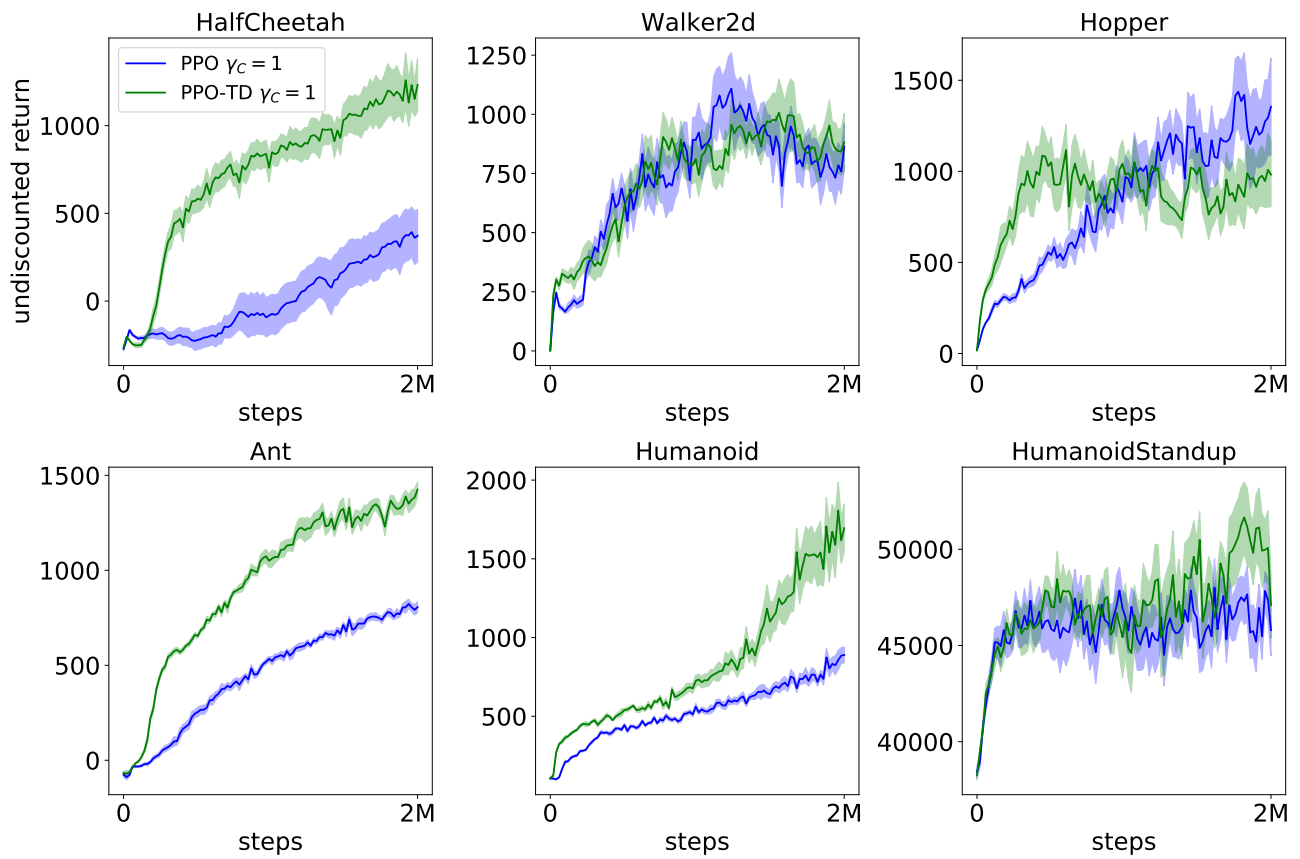 HalfCheetah
Walker2d
Hopper
undiscounted return
PPO γ_C = 1
PPO-TD γ_C = 1
1000
500
0
0
2M
steps
1250
1000
750
500
250
0
0
2M
steps
1500
1000
500
0
0
2M
steps
Ant
Humanoid
HumanoidStandup
1500
1000
500
0
0
2M
steps
2000
1500
1000
500
0
2M
steps
50000
45000
40000
0
2M
steps